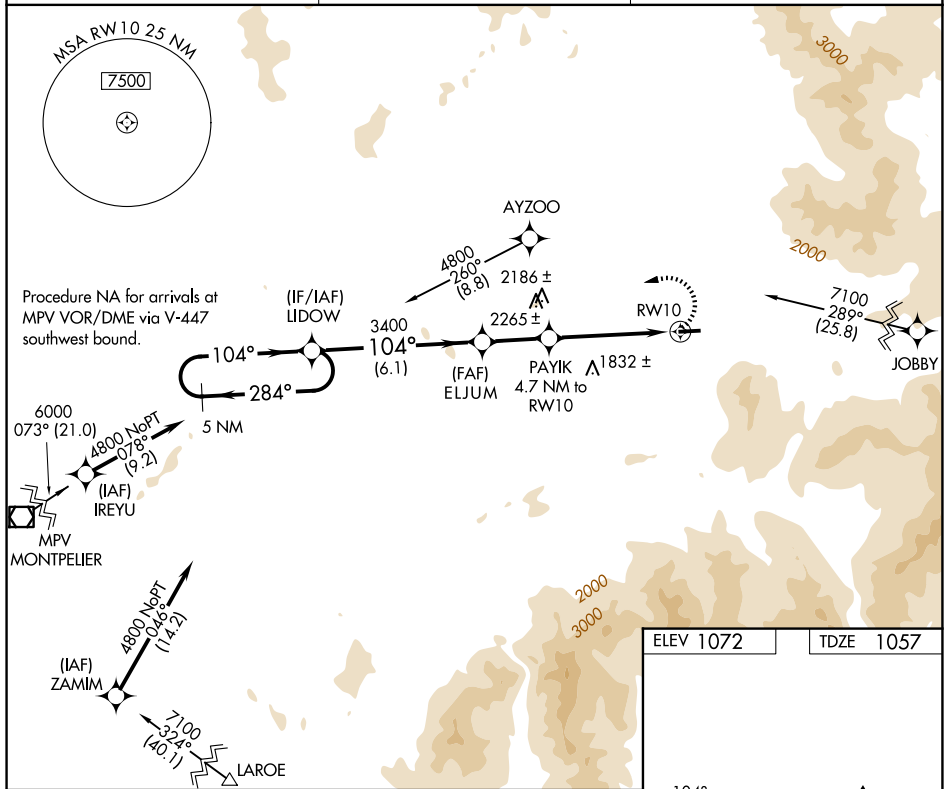 MSA RW10 25 NM
7500
3000
AYZOO
4800
260°
(8.8)
2186 ±
2265 ±
2000
Procedure NA for arrivals at
MPV VOR/DME via V-447
southwest bound.
(IF/IAF)
LIDOW
RW10
7100
289°
(25.8)
JOBBY
3400
104°
(6.1)
104°
284°
5 NM
(FAF)
ELJUM
PAYIK
4.7 NM to
RW10
1832 ±
6000
073° (21.0)
4800 NoPT
078°
(9.2)
(IAF)
IREYU
MPV
MONTPELIER
4800 NoPT
046°
(14.2)
(IAF)
ZAMIM
7100
324°
(40.1)
LAROE
2000
3000
ELEV 1072
TDZE 1057